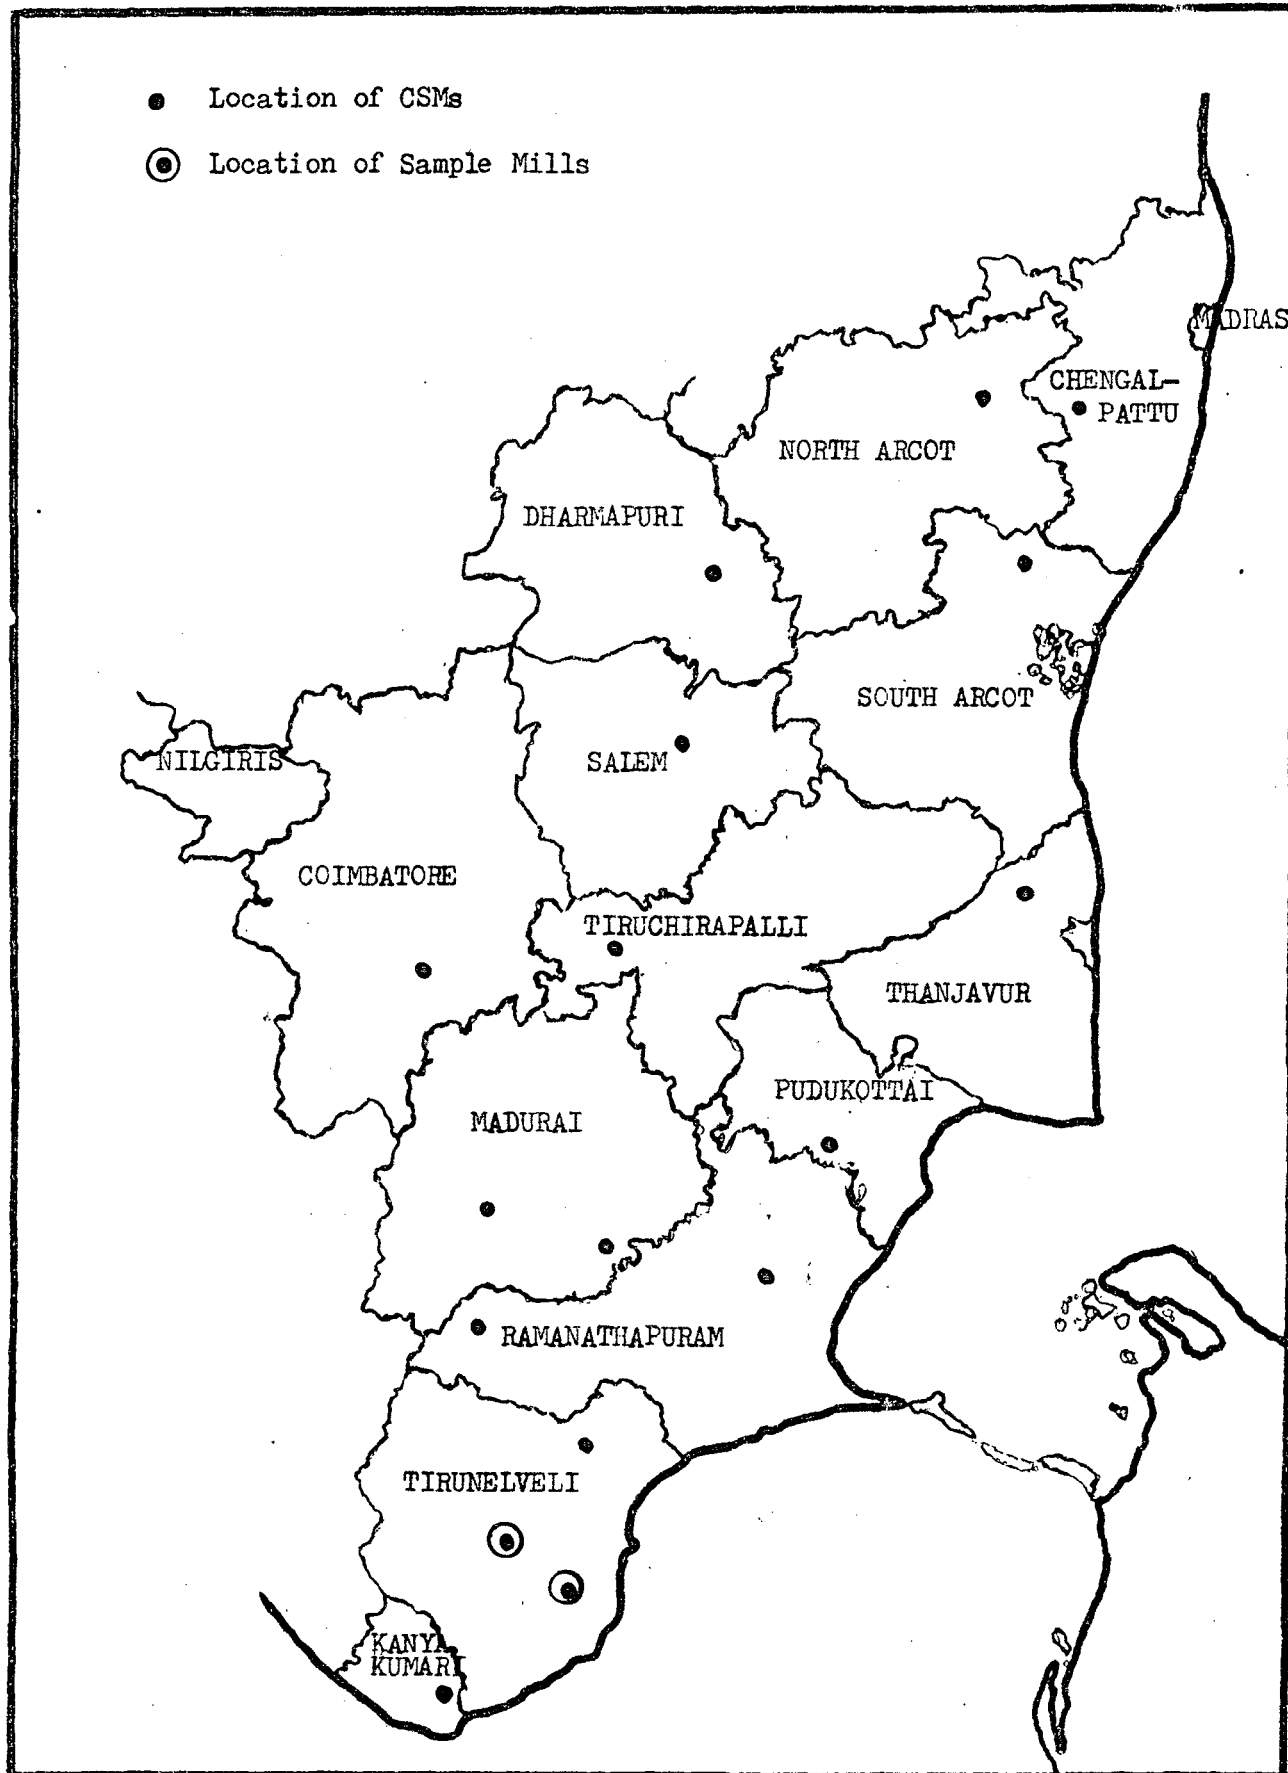 Location of CSMs
Location of Sample Mills
MADRAS
CHENGAL-
PATTU
NORTH ARCOT
DHARMAPURI
SOUTH ARCOT
NILGIRIS
SALEM
COIMBATORE
TIRUCHIRAPALLI
THANJAVUR
PUDUKOTTAI
MADURAI
RAMANATHAPURAM
TIRUNELVELI
KANYA
KUMARI